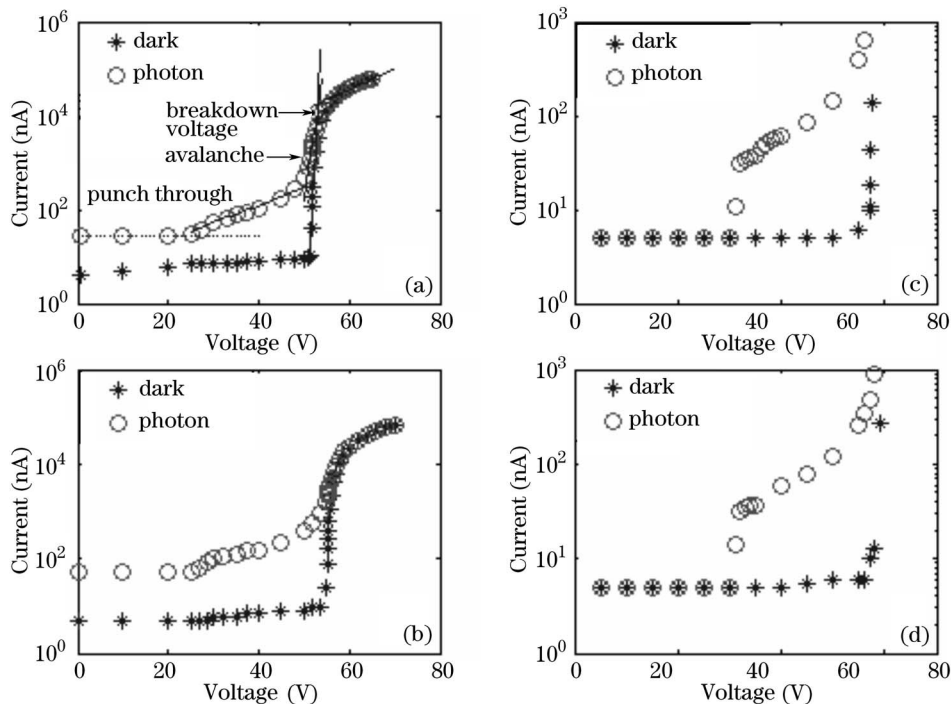 10^6
dark
photon
breakdown
voltage
avalanche
punch through
10^4
10^2
10^0
Current (nA)
0 20 40 60 80
Voltage (V)
(a)
10^3
dark
photon
10^2
10^1
10^0
Current (nA)
0 20 40 60 80
Voltage (V)
(c)
10^6
dark
photon
10^4
10^2
10^0
Current (nA)
0 20 40 60 80
Voltage (V)
(b)
10^3
dark
photon
10^2
10^1
10^0
Current (nA)
0 20 40 60 80
Voltage (V)
(d)